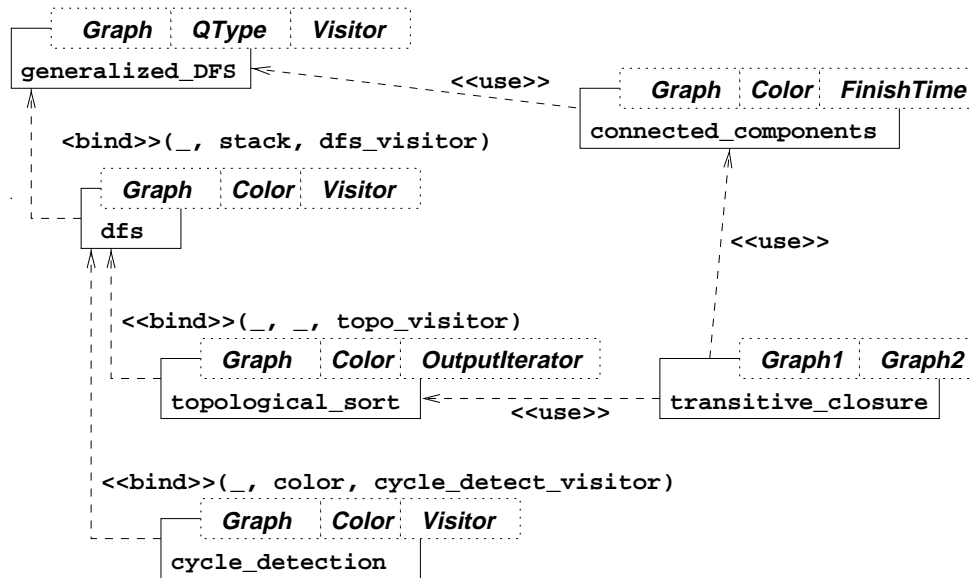 Graph QType Visitor
generalized_DFS
<<use>>
Graph Color FinishTime
connected_components
<bind>>(_, stack, dfs_visitor)
Graph Color Visitor
dfs
<<use>>
<<bind>>(_, _, topo_visitor)
Graph Color OutputIterator
topological_sort
<<use>>
Graph1 Graph2
transitive_closure
<<bind>>(_, color, cycle_detect_visitor)
Graph Color Visitor
cycle_detection